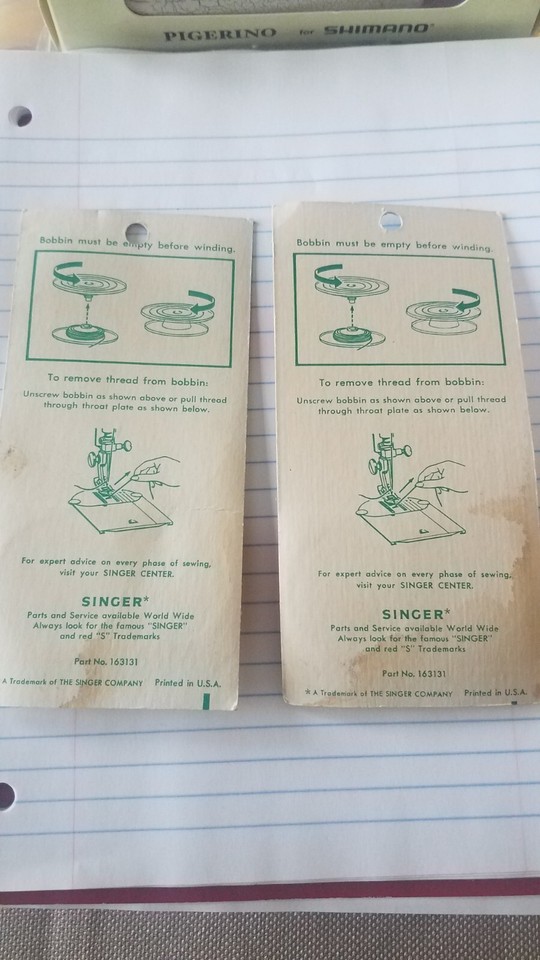 PIGERINO for SHIMANO
Bobbin must be empty before winding.
To remove thread from bobbin:
Unscrew bobbin as shown above or pull thread
through throat plate as shown below.
For expert advice on every phase of sewing,
visit your SINGER CENTER.
SINGER*
Parts and Service available World Wide
Always look for the famous "SINGER"
and red "S" Trademarks
Part No. 163131
A Trademark of THE SINGER COMPANY Printed in U.S.A.
Bobbin must be empty before winding.
To remove thread from bobbin:
Unscrew bobbin as shown above or pull thread
through throat plate as shown below.
For expert advice on every phase of sewing,
visit your SINGER CENTER.
SINGER*
Parts and Service available World Wide
Always look for the famous "SINGER"
and red "S" Trademarks
Part No. 163131
* A Trademark of THE SINGER COMPANY Printed in U.S.A.